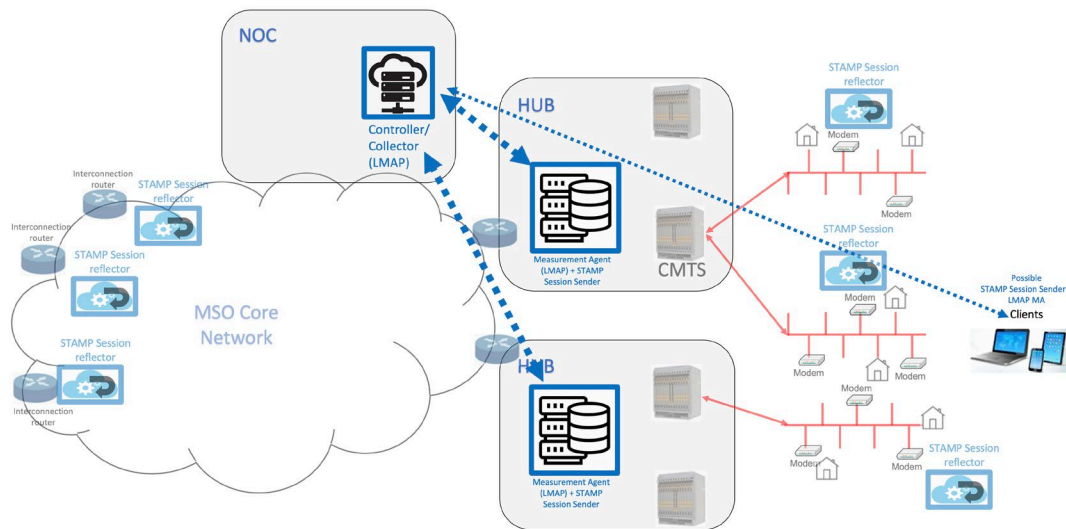 NOC
Controller/
Collector
(LMAP)
HUB
Measurement Agent
(LMAP) + STAMP
Session Sender
CMTS
STAMP Session
reflector
Modem
Modem
Interconnection
router
STAMP Session
reflector
Interconnection
router
STAMP Session
reflector
MSO Core
Network
STAMP Session
reflector
Interconnection
router
STAMP Session
reflector
Modem
Modem
Modem
Possible
STAMP Session Sender
LMAP MA
Clients
HUB
Measurement Agent
(LMAP) + STAMP
Session Sender
Modem
Modem
Modem
STAMP Session
reflector